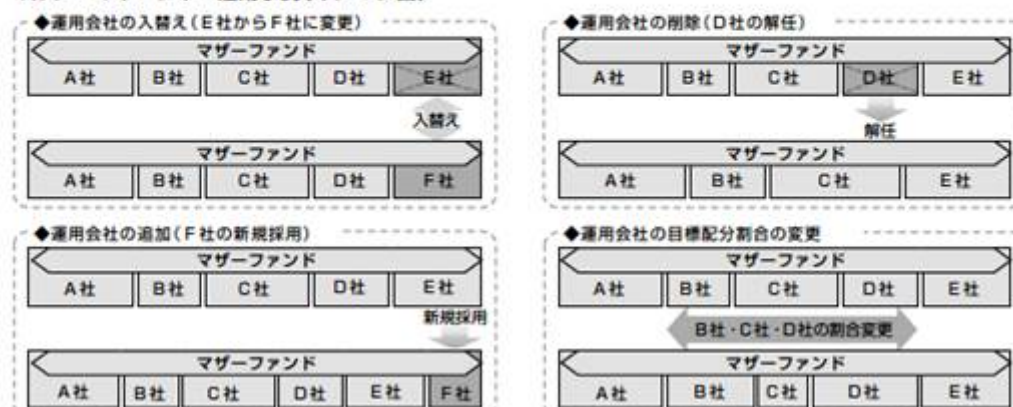 ◆運用会社の入替え(E社からF社に変更)
マザーファンド
A社 B社 C社 D社 E社
入替え
マザーファンド
A社 B社 C社 D社 F社
◆運用会社の削除(D社の解任)
マザーファンド
A社 B社 C社 D社 E社
解任
マザーファンド
A社 B社 C社 E社
◆運用会社の追加(F社の新規採用)
マザーファンド
A社 B社 C社 D社 E社
新規採用
マザーファンド
A社 B社 C社 D社 E社 F社
◆運用会社の目標配分割合の変更
マザーファンド
A社 B社 C社 D社 E社
B社・C社・D社の割合変更
マザーファンド
A社 B社 C社 D社 E社